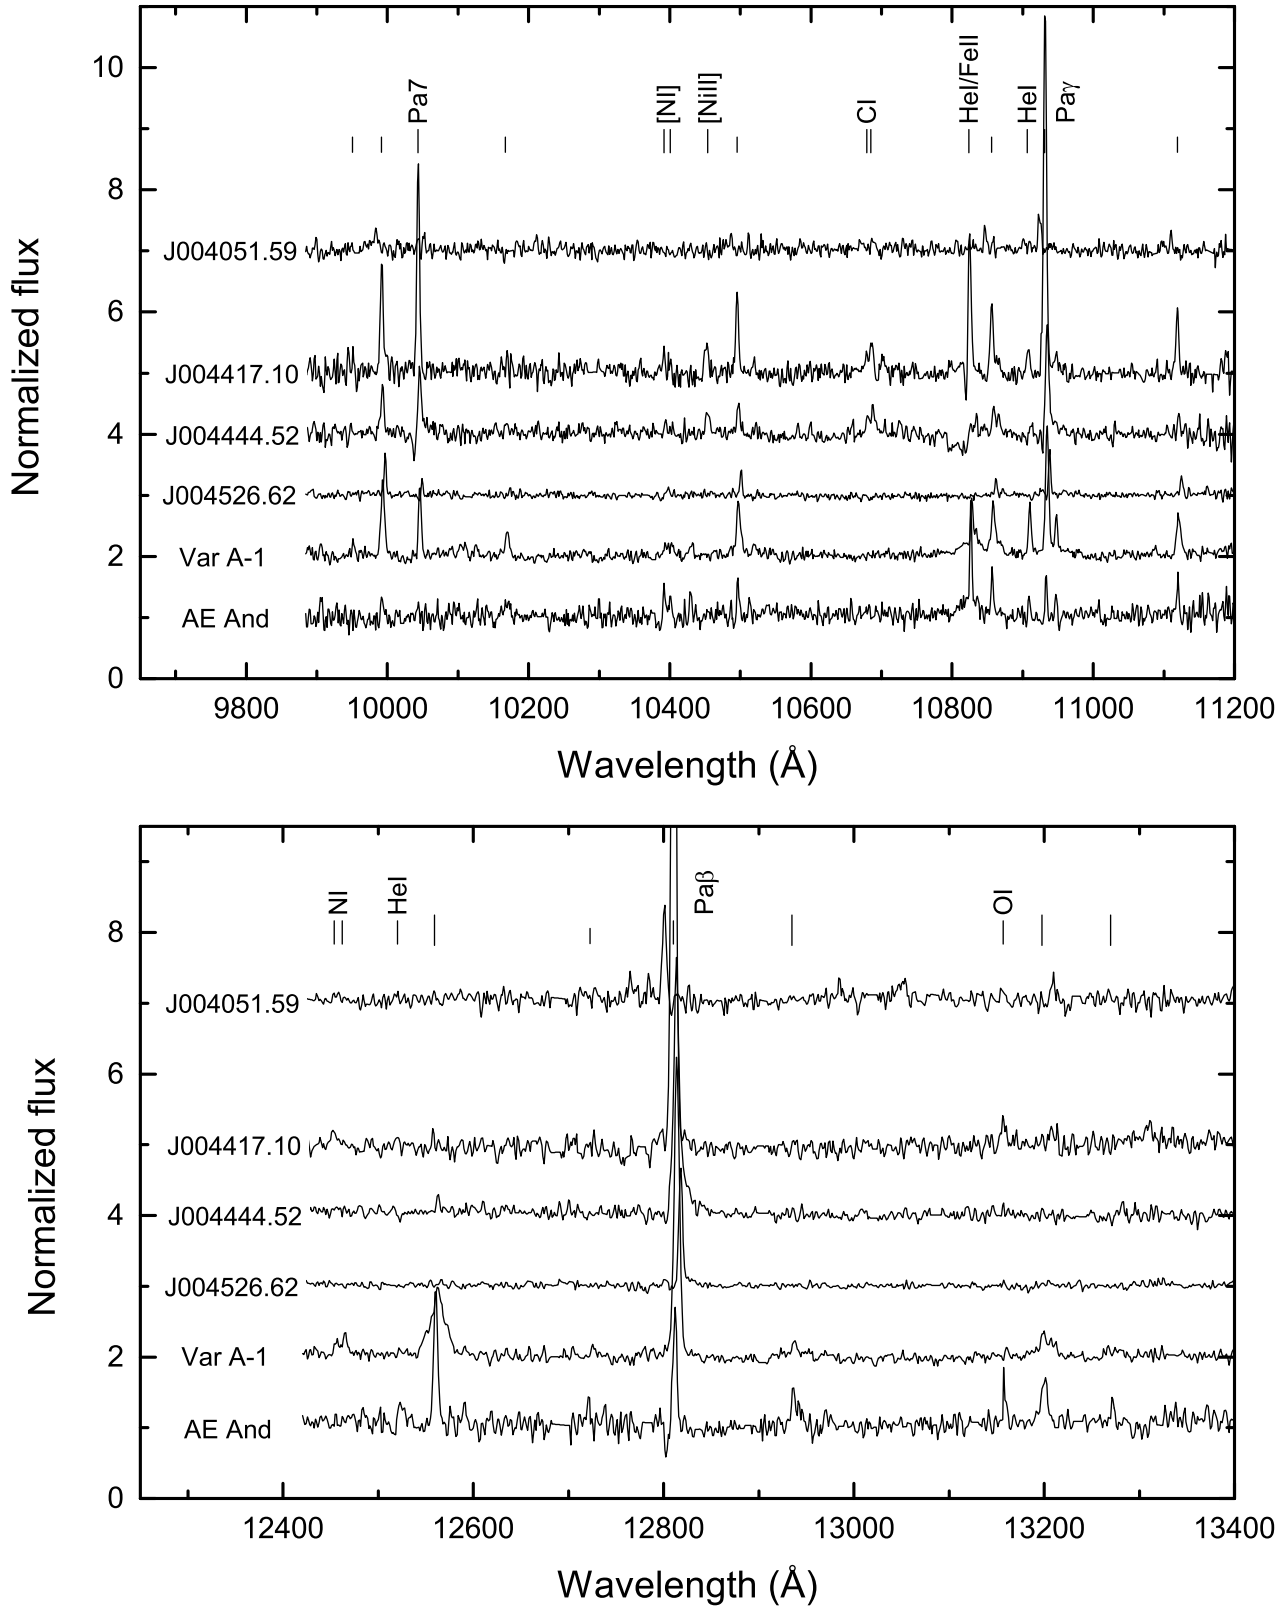 Pa7
[NI]
[NiII]
CI
HeI/FeII
HeI
Paγ
10
8
6
4
2
0
Normalized flux
J004051.59
J004417.10
J004444.52
J004526.62
Var A-1
AE And
9800 10000 10200 10400 10600 10800 11000 11200
Wavelength (Å)
NI
HeI
Paβ
OI
8
6
4
2
0
Normalized flux
J004051.59
J004417.10
J004444.52
J004526.62
Var A-1
AE And
12400 12600 12800 13000 13200 13400
Wavelength (Å)